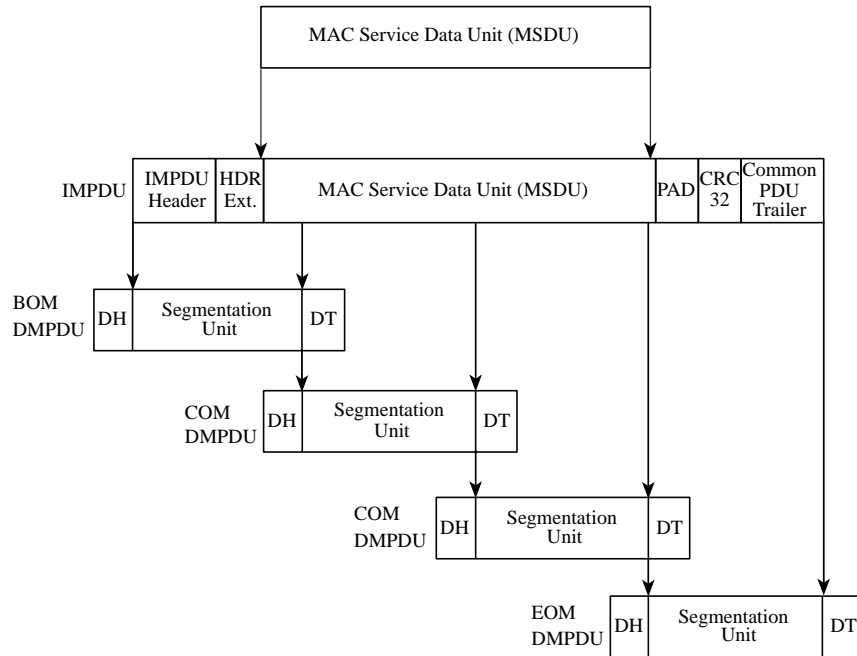 MAC Service Data Unit (MSDU)
IMPDU
IMPDU
Header
HDR
Ext.
MAC Service Data Unit (MSDU)
PAD
CRC
32
Common
PDU
Trailer
BOM
DMPDU
DH
Segmentation
Unit
DT
COM
DMPDU
DH
Segmentation
Unit
DT
COM
DMPDU
DH
Segmentation
Unit
DT
EOM
DMPDU
DH
Segmentation
Unit
DT